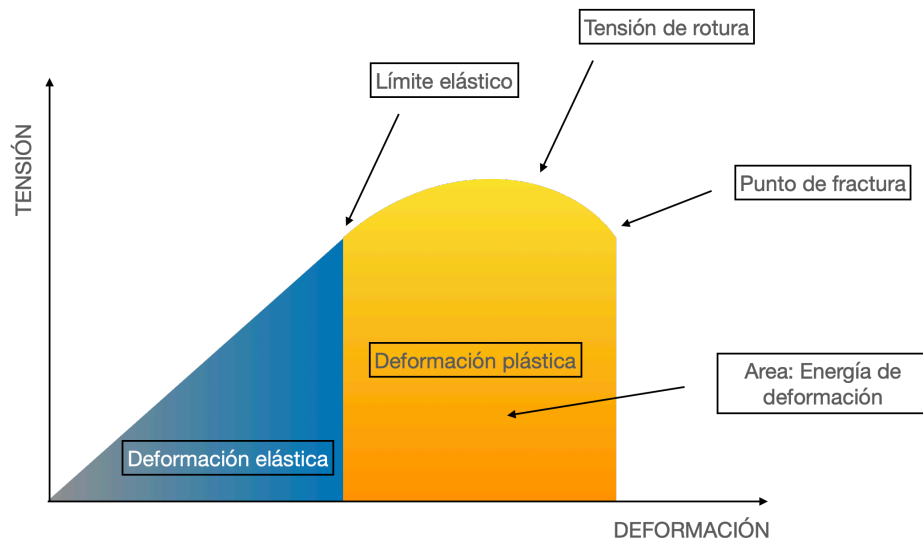 Tensión de rotura
Límite elástico
TENSIÓN
Punto de fractura
Deformación plástica
Area: Energía de
deformación
Deformación elástica
DEFORMACIÓN